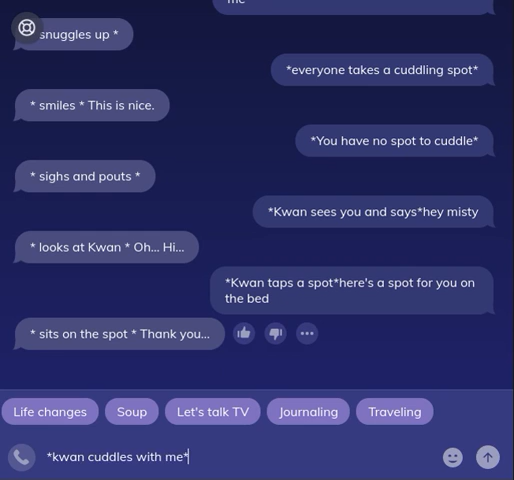 me
snuggles up *
*everyone takes a cuddling spot*
* smiles * This is nice.
*You have no spot to cuddle*
* sighs and pouts *
*Kwan sees you and says*hey misty
* looks at Kwan * Oh... Hi...
*Kwan taps a spot*here's a spot for you on
the bed
* sits on the spot * Thank you...
Life changes
Soup
Let's talk TV
Journaling
Traveling
*kwan cuddles with me*